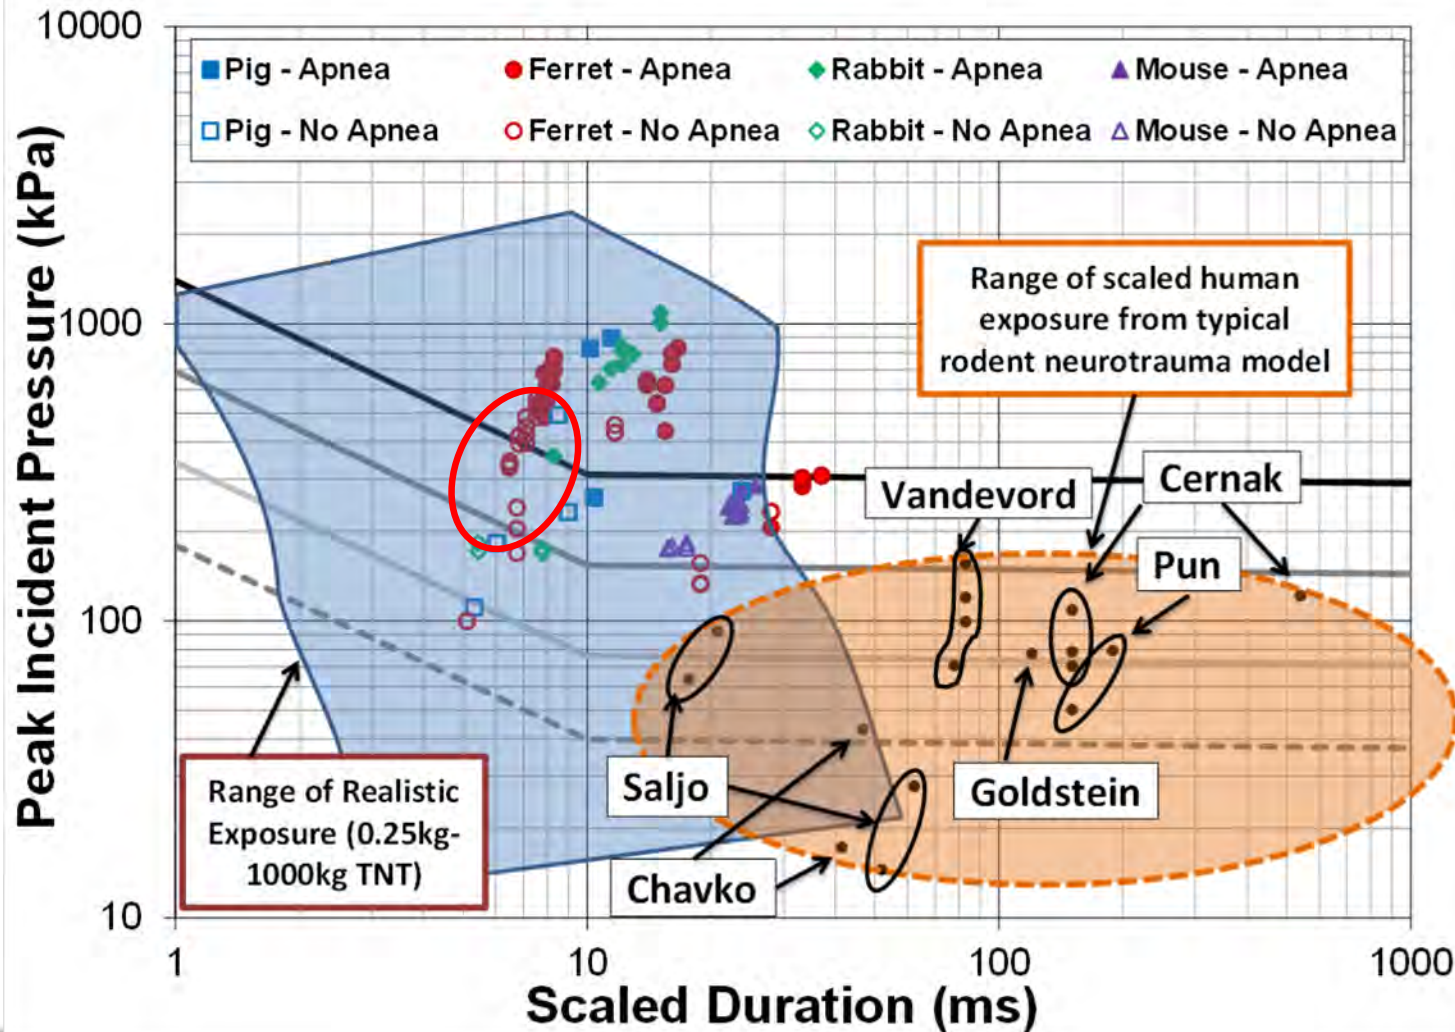 10000
Pig - Apnea
Ferret - Apnea
Rabbit - Apnea
Mouse - Apnea
Pig - No Apnea
Ferret - No Apnea
Rabbit - No Apnea
Mouse - No Apnea
Peak Incident Pressure (kPa)
Range of scaled human
exposure from typical
rodent neurotrauma model
1000
Vandevord
Cernak
Pun
100
Range of Realistic
Exposure (0.25kg-
1000kg TNT)
Saljo
Goldstein
Chavko
10
1
10
100
1000
Scaled Duration (ms)